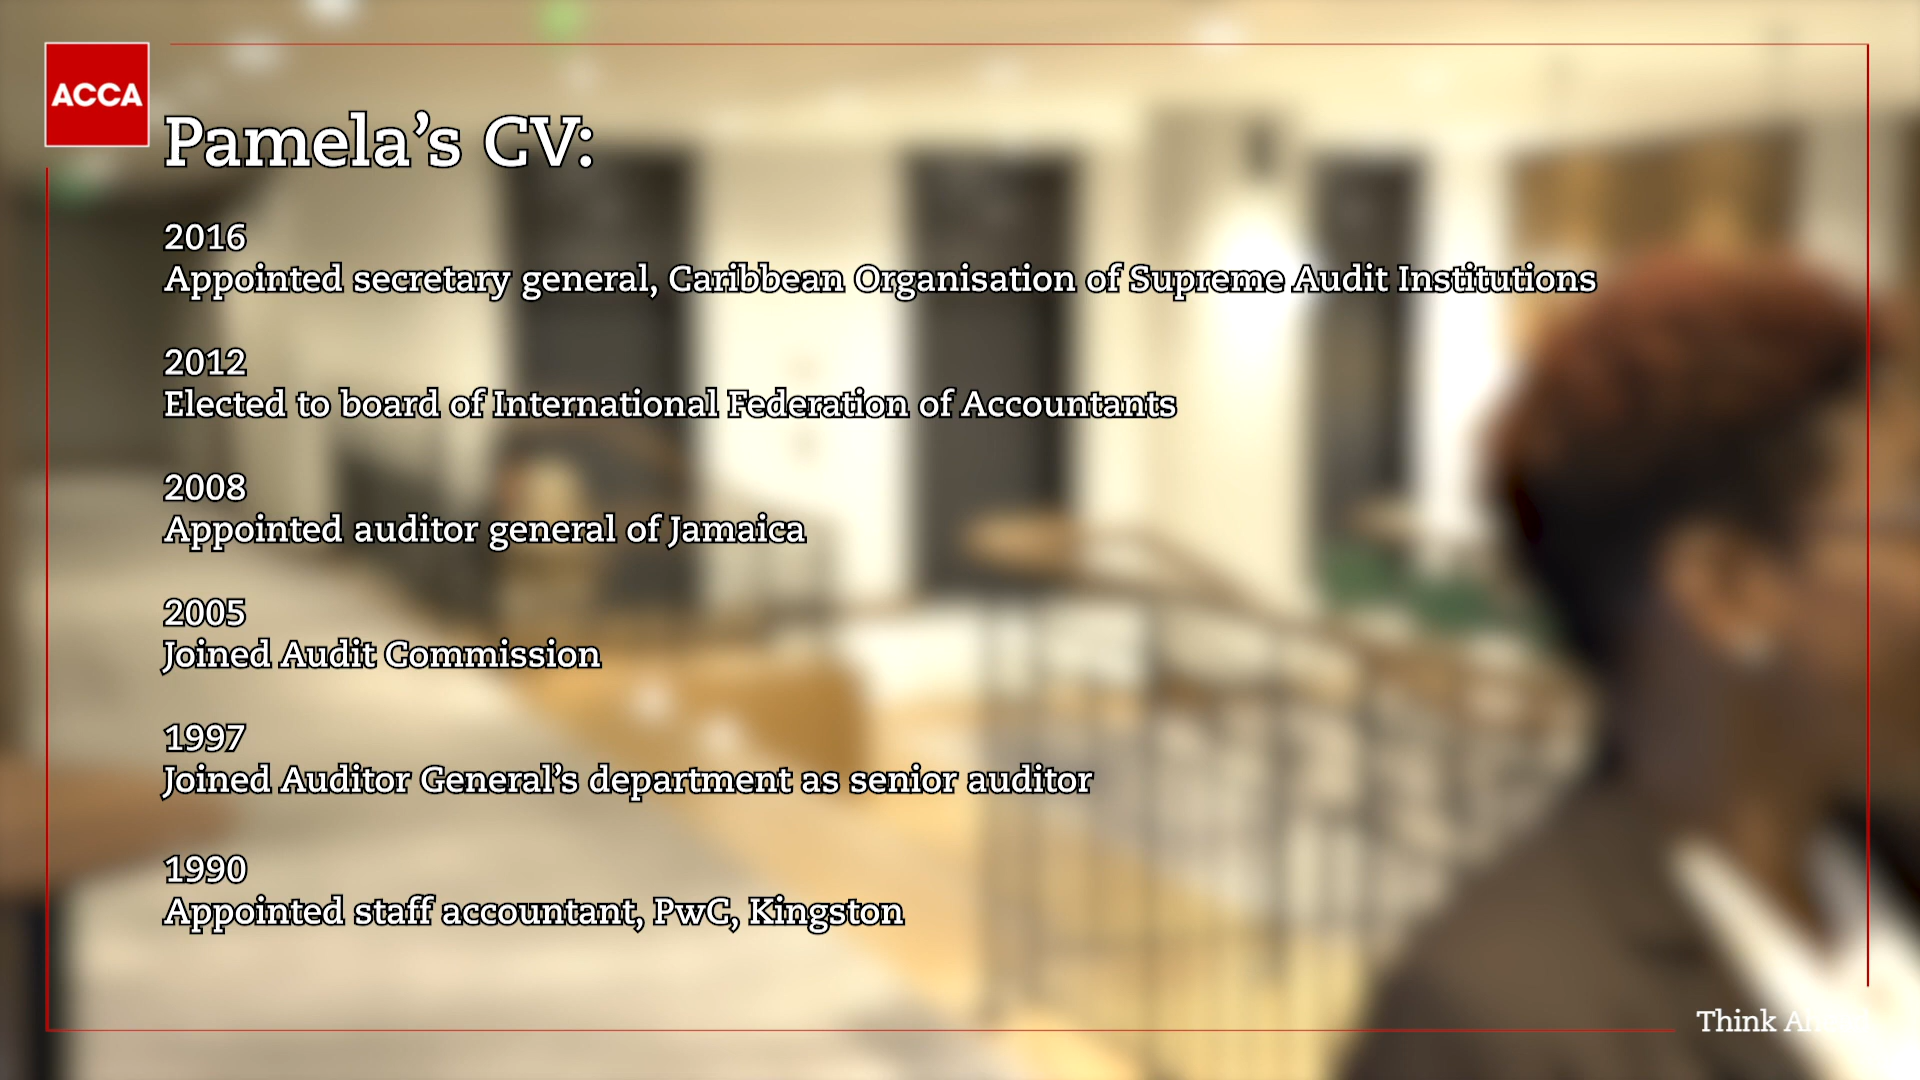 ACCA
Pamela's CV:
2016
Appointed secretary general, Caribbean Organisation of Supreme Audit Institutions
2012
Elected to board of International Federation of Accountants
2008
Appointed auditor general of Jamaica
2005
Joined Audit Commission
1997
Joined Auditor General's department as senior auditor
1990
Appointed staff accountant, PwC, Kingston
Think